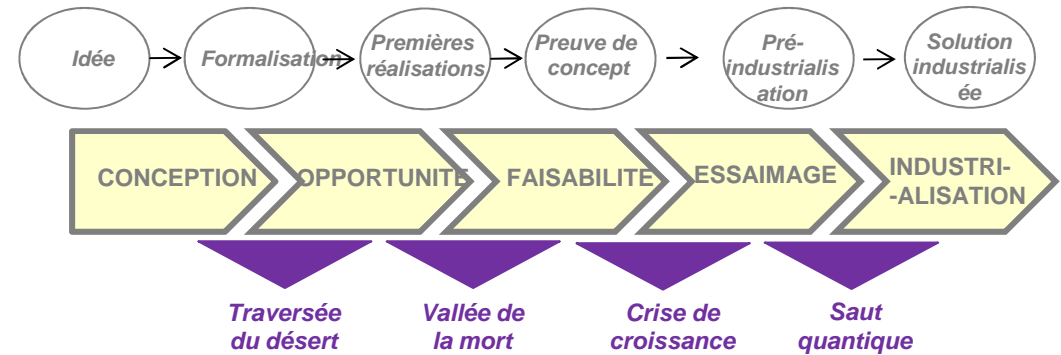 Idée
Formalisation
Premières
réalisations
Preuve de
concept
Pré-
industrialis
ation
Solution
industrialis
ée
CONCEPTION
OPPORTUNITE
FAISABILITE
ESSAIMAGE
INDUSTRI-
-ALISATION
Traversée
du désert
Vallée de
la mort
Crise de
croissance
Saut
quantique